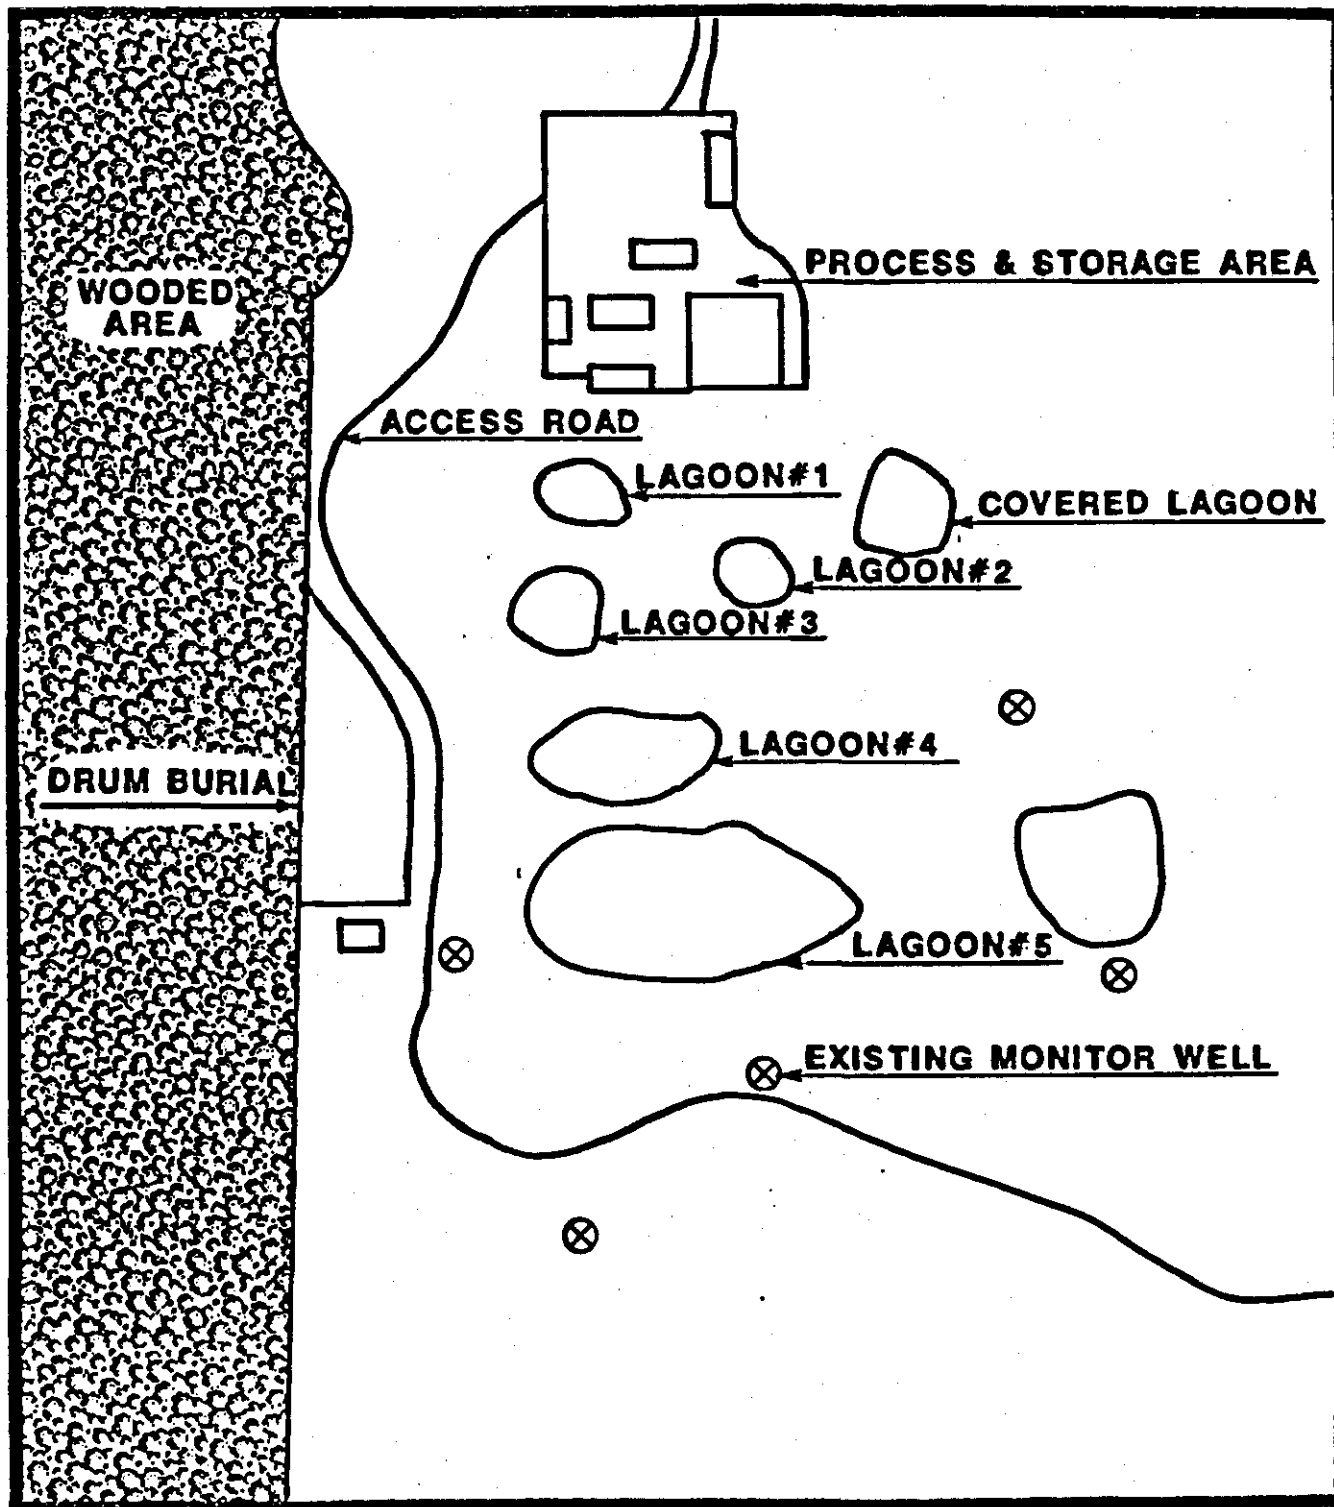 PROCESS & STORAGE AREA
WOODED
AREA
ACCESS ROAD
LAGOON#1
COVERED LAGOON
LAGOON#2
LAGOON#3
LAGOON#4
DRUM BURIAL
LAGOON#5
EXISTING MONITOR WELL